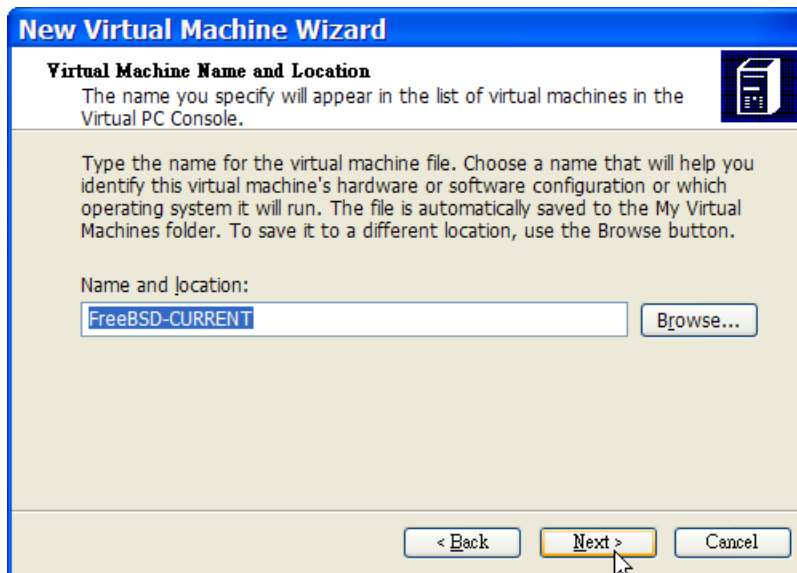 New Virtual Machine Wizard
Virtual Machine Name and Location
The name you specify will appear in the list of virtual machines in the
Virtual PC Console.
Type the name for the virtual machine file. Choose a name that will help you
identify this virtual machine's hardware or software configuration or which
operating system it will run. The file is automatically saved to the My Virtual
Machines folder. To save it to a different location, use the Browse button.
Name and location:
FreeBSD-CURRENT
Browse...
< Back
Next >
Cancel